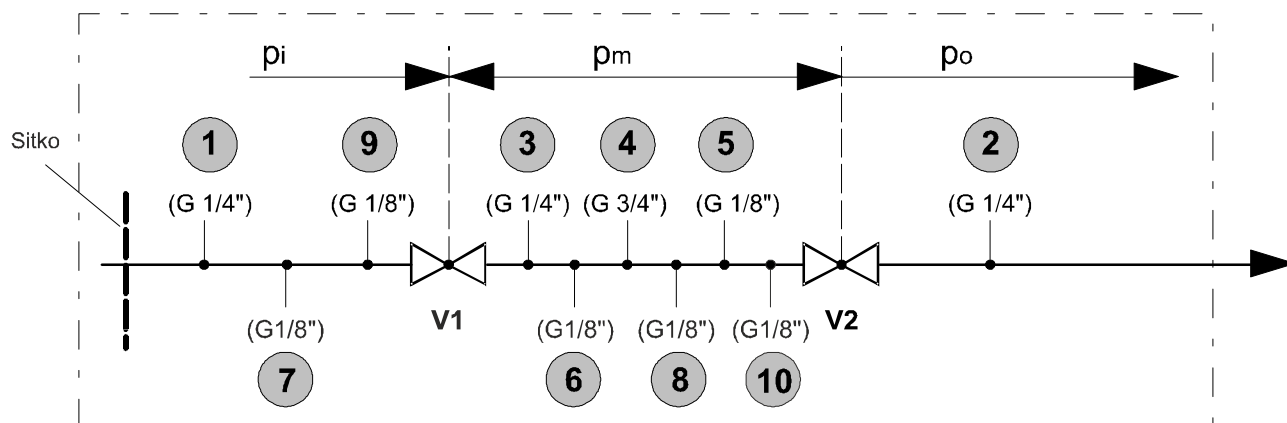 pi pm po
Sitko
1 9 3 4 5 2
(G 1/4") (G 1/8") (G 1/4") (G 3/4") (G 1/8") (G 1/4")
V1 V2
(G1/8") (G1/8") (G1/8") (G1/8")
7 6 8 10